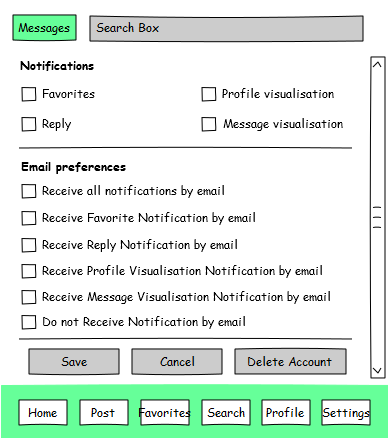 Messages
Search Box
Notifications
Favorites
Profile visualisation
Reply
Message visualisation
Email preferences
Receive all notifications by email
Receive Favorite Notification by email
Receive Reply Notification by email
Receive Profile Visualisation Notification by email
Receive Message Visualisation Notification by email
Do not Receive Notification by email
Save
Cancel
Delete Account
Home
Post
Favorites
Search
Profile
Settings